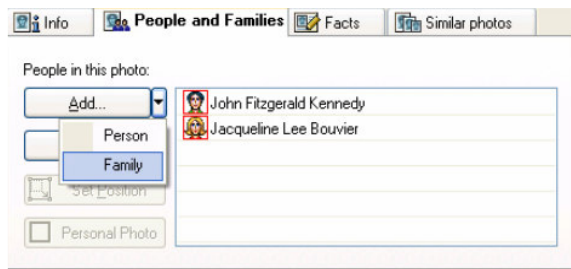 Info
People and Families
Facts
Similar photos
People in this photo:
Add...
John Fitzgerald Kennedy
Jacqueline Lee Bouvier
Person
Family
Set Position
Personal Photo